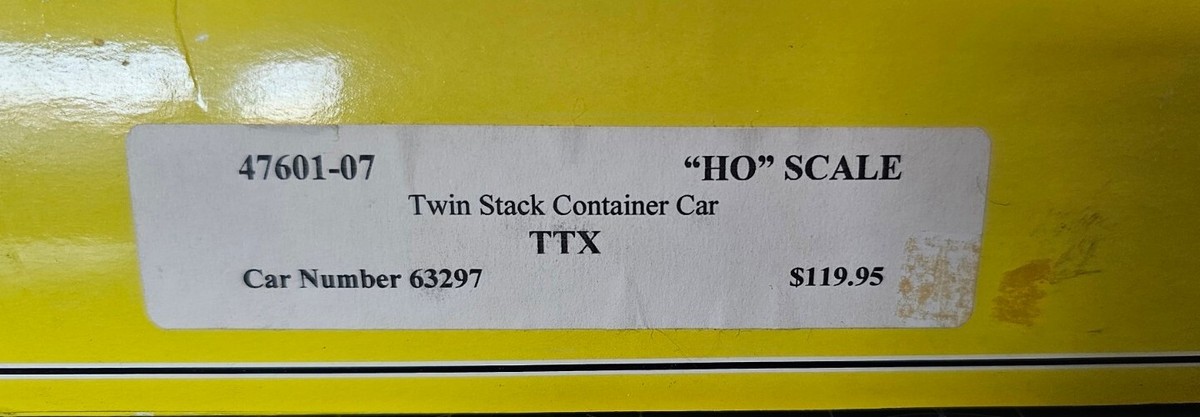 47601-07 “HO” SCALE
Twin Stack Container Car
TTX
Car Number 63297 $119.95